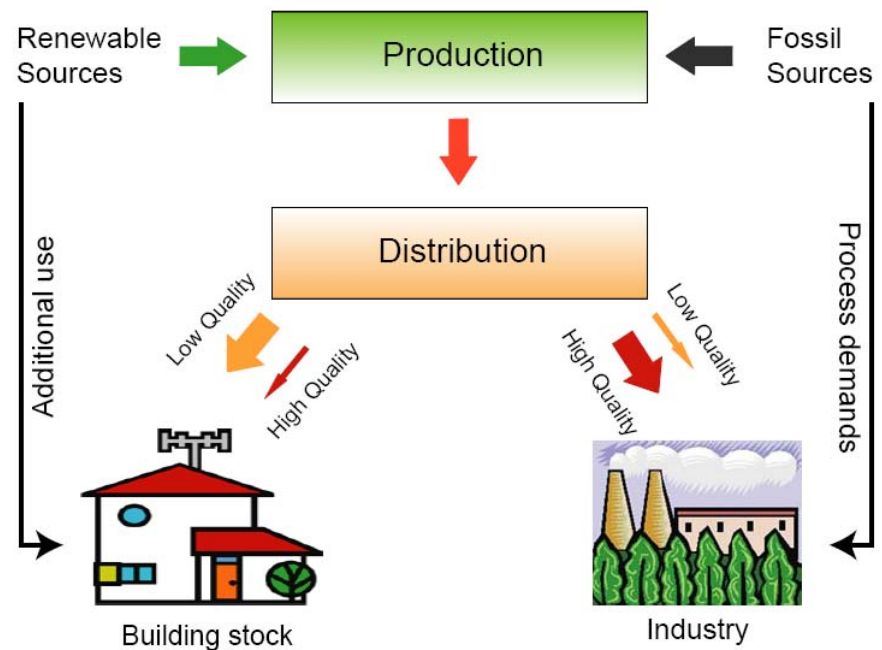 Renewable
Sources
Production
Fossil
Sources
Distribution
Additional use
Process demands
Low Quality
High Quality
High Quality
Low Quality
Building stock
Industry